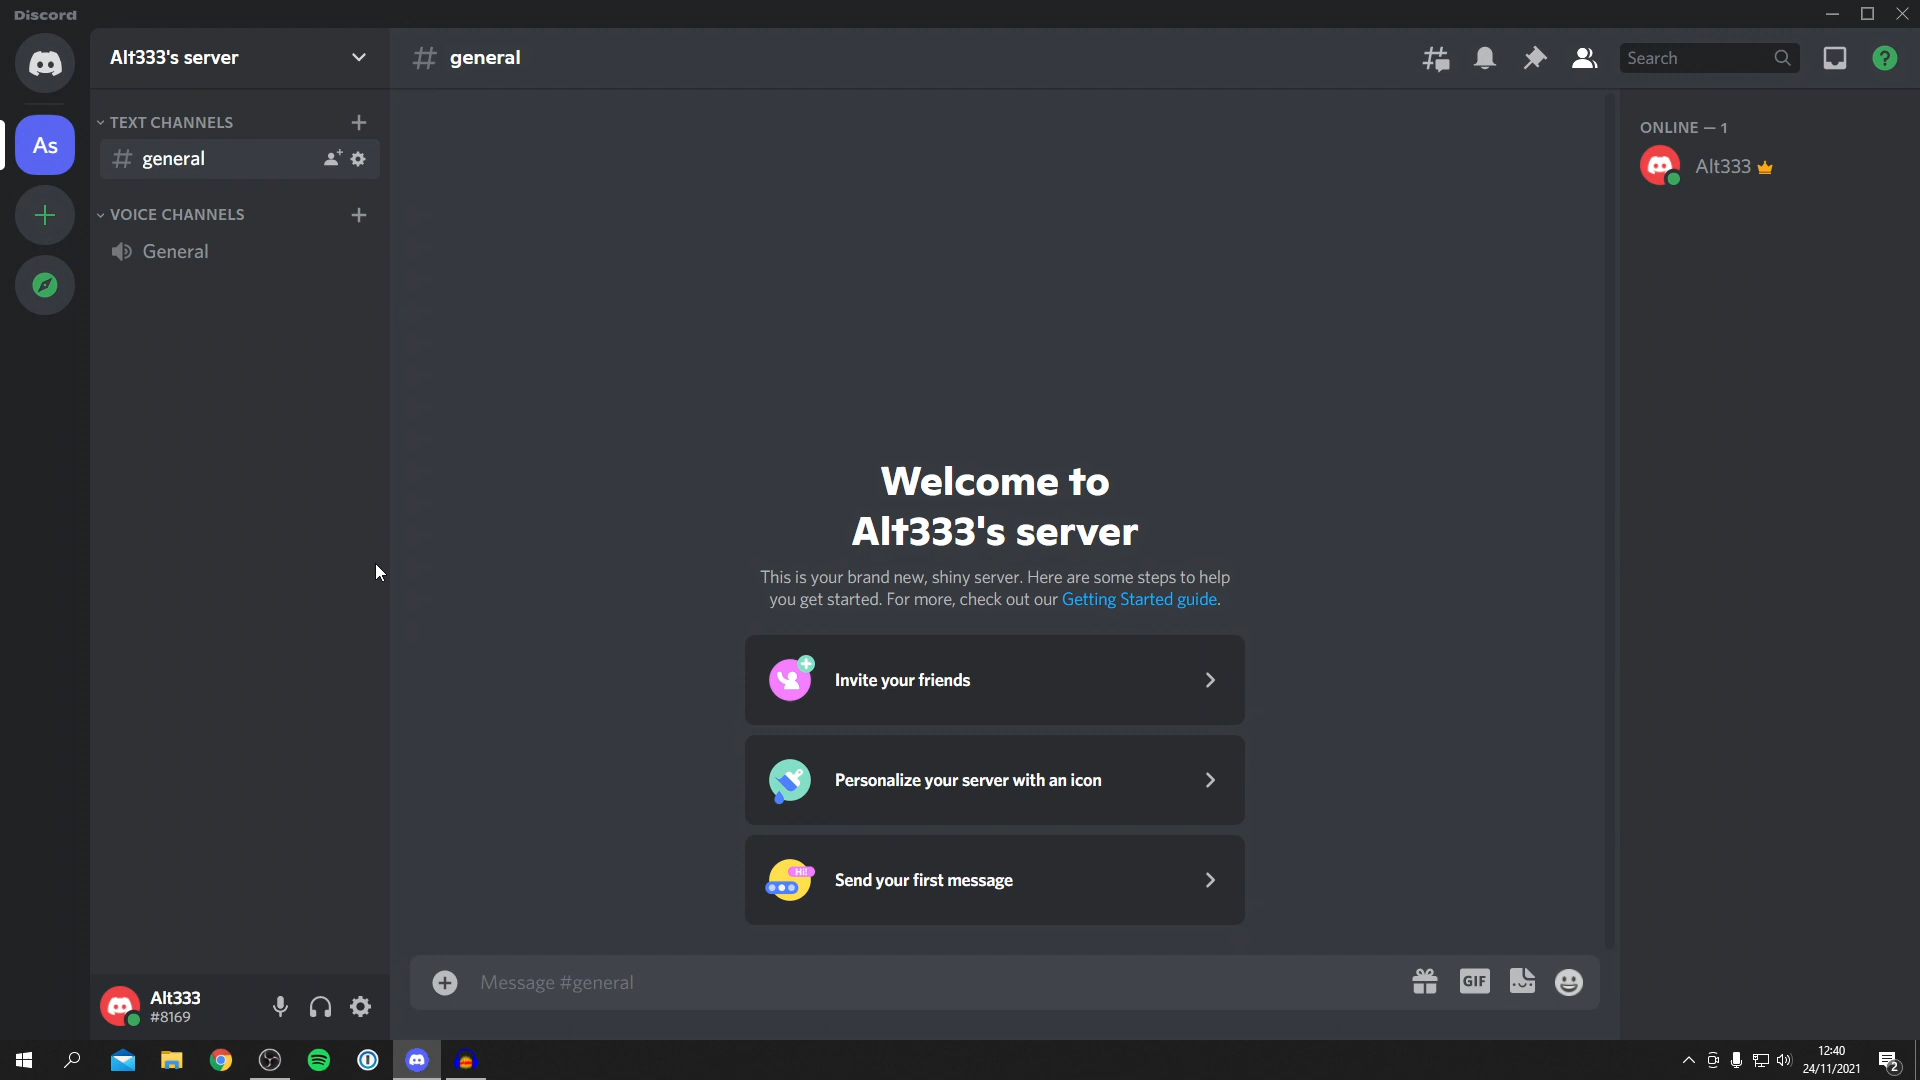 Discord
Alt333's server
general
Search
TEXT CHANNELS
general
VOICE CHANNELS
General
As
ONLINE — 1
Alt333
Welcome to
Alt333's server
This is your brand new, shiny server. Here are some steps to help
you get started. For more, check out our Getting Started guide.
Invite your friends
Personalize your server with an icon
Hi!
Send your first message
Message #general
GIF
Alt333
#8169
12:40
24/11/2021
2